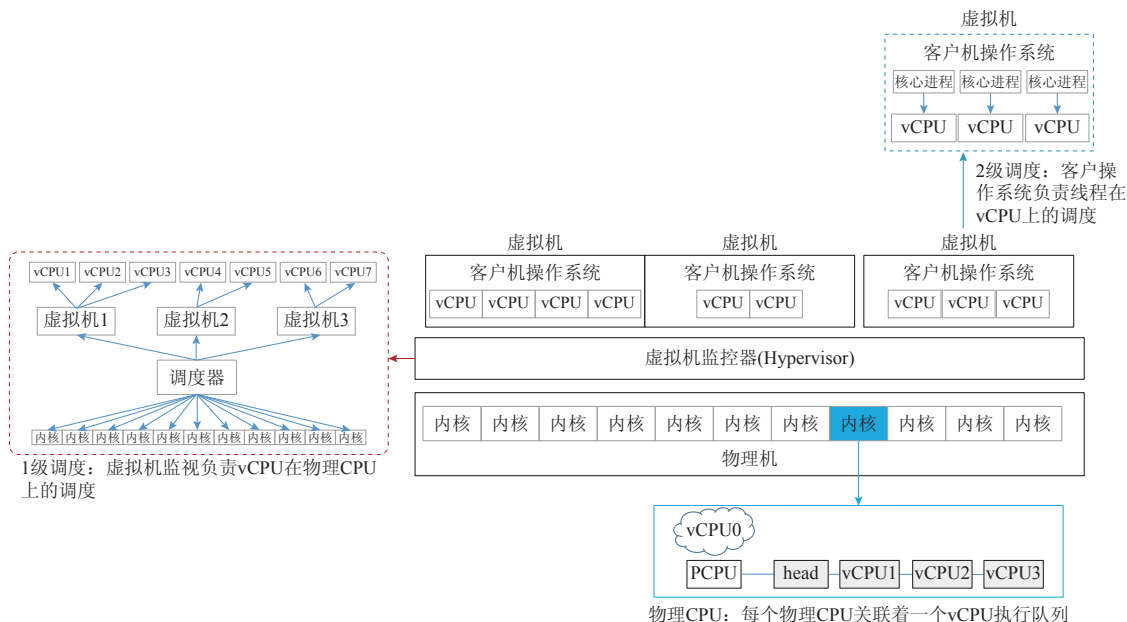 虚拟机
客户机操作系统
核心进程 核心进程 核心进程
vCPU vCPU vCPU
2级调度：客户操
作系统负责线程在
vCPU上的调度
虚拟机 虚拟机 虚拟机
客户机操作系统 客户机操作系统 客户机操作系统
vCPU vCPU vCPU vCPU vCPU vCPU vCPU vCPU vCPU
虚拟机监控器(Hypervisor)
内核 内核 内核 内核 内核 内核 内核 内核 内核 内核 内核
物理机
vCPU1 vCPU2 vCPU3 vCPU4 vCPU5 vCPU6 vCPU7
虚拟机1 虚拟机2 虚拟机3
调度器
内核 内核 内核 内核 内核 内核 内核 内核 内核 内核 内核
1级调度：虚拟机监视负责vCPU在物理CPU
上的调度
vCPU0
PCPU head vCPU1 vCPU2 vCPU3
物理CPU：每个物理CPU关联着一个vCPU执行队列